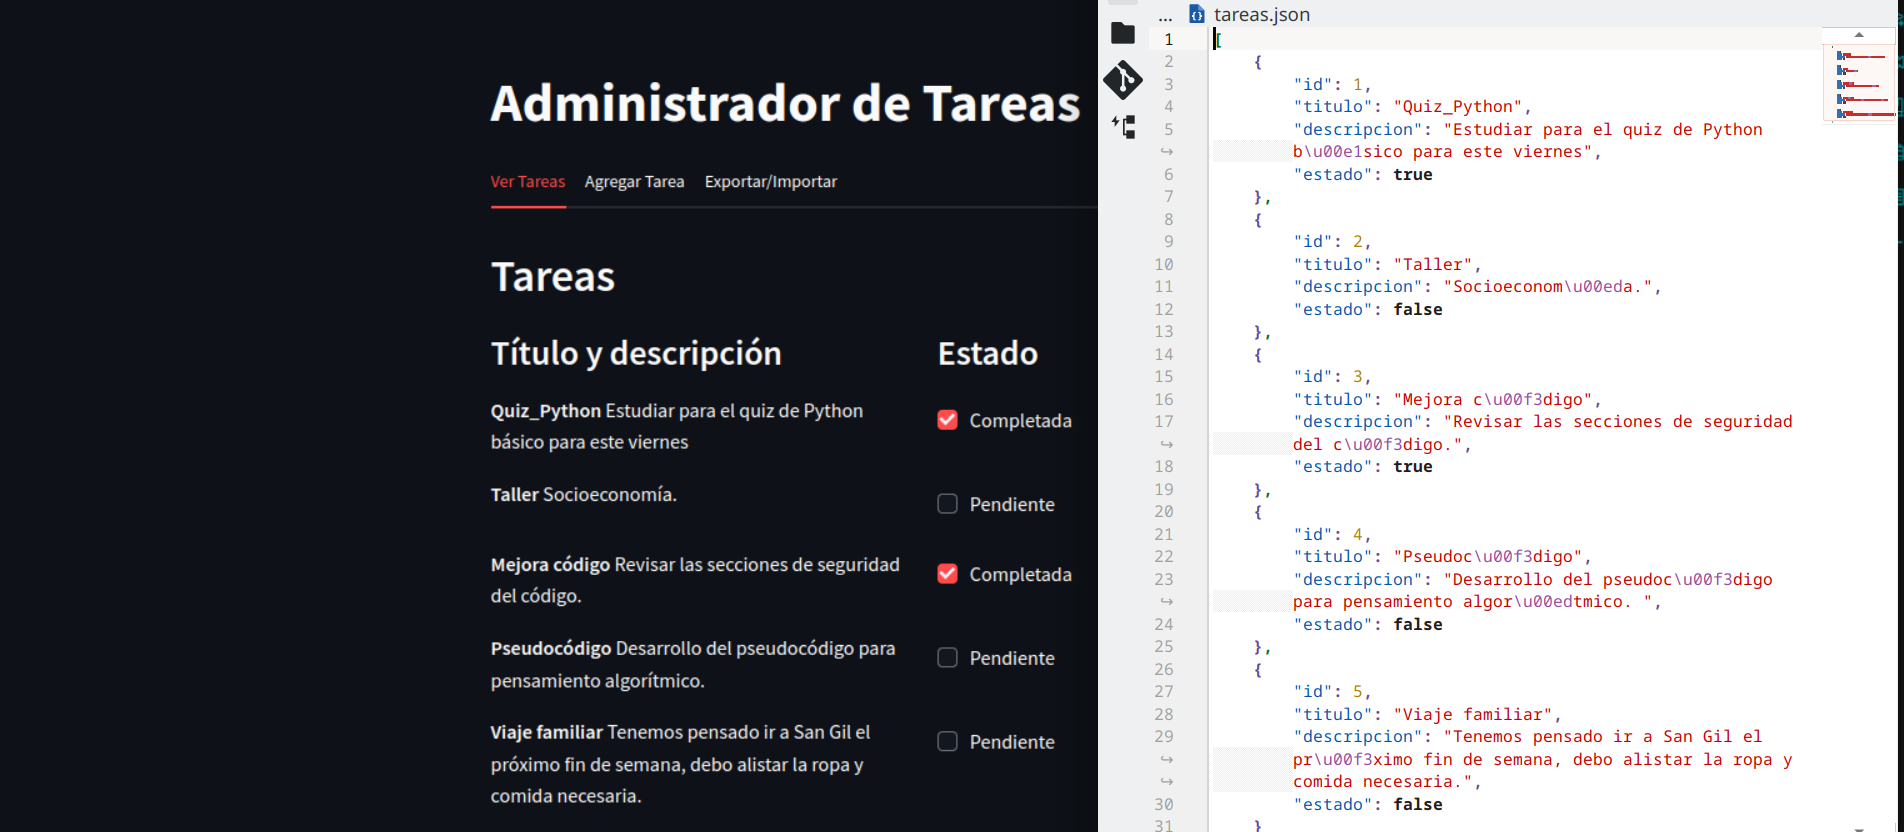 Administrador de Tareas
Ver Tareas Agregar Tarea Exportar/Importar
Tareas
Título y descripción Estado
Quiz_Python Estudiar para el quiz de Python
básico para este viernes
Completada
Taller Socioeconomía.
Pendiente
Mejora código Revisar las secciones de seguridad
del código.
Completada
Pseudocódigo Desarrollo del pseudocódigo para
pensamiento algorítmico.
Pendiente
Viaje familiar Tenemos pensado ir a San Gil el
próximo fin de semana, debo alistar la ropa y
comida necesaria.
Pendiente
... tareas.json
1 [
2 {
3 "id": 1,
4 "titulo": "Quiz_Python",
5 "descripcion": "Estudiar para el quiz de Python
↪ b\u00e1sico para este viernes",
6 "estado": true
7 },
8 {
9 "id": 2,
10 "titulo": "Taller",
11 "descripcion": "Socioeconom\u00eda.",
12 "estado": false
13 },
14 {
15 "id": 3,
16 "titulo": "Mejora c\u00f3digo",
17 "descripcion": "Revisar las secciones de seguridad
↪ del c\u00f3digo.",
18 "estado": true
19 },
20 {
21 "id": 4,
22 "titulo": "Pseudoc\u00f3digo",
23 "descripcion": "Desarrollo del pseudoc\u00f3digo
↪ para pensamiento algor\u00edtmico. ",
24 "estado": false
25 },
26 {
27 "id": 5,
28 "titulo": "Viaje familiar",
29 "descripcion": "Tenemos pensado ir a San Gil el
↪ pr\u00f3ximo fin de semana, debo alistar la ropa y
↪ comida necesaria.",
30 "estado": false
31 }